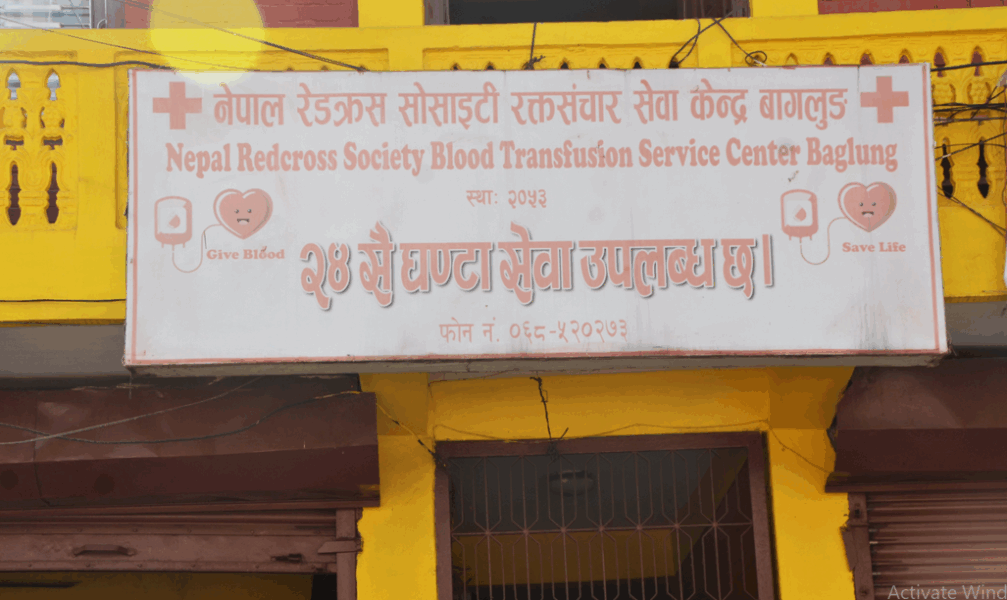 नेपाल रेडक्रस सोसाइटी रक्तसंचार सेवा केन्द्र बागलुङ
Nepal Redcross Society Blood Transfusion Service Center Baglung
स्थाः २०५३
Give Blood
Save Life
२४ सै घण्टा सेवा उपलब्ध छ।
फोन नं. ०६८-५२०२७३
Activate Wind